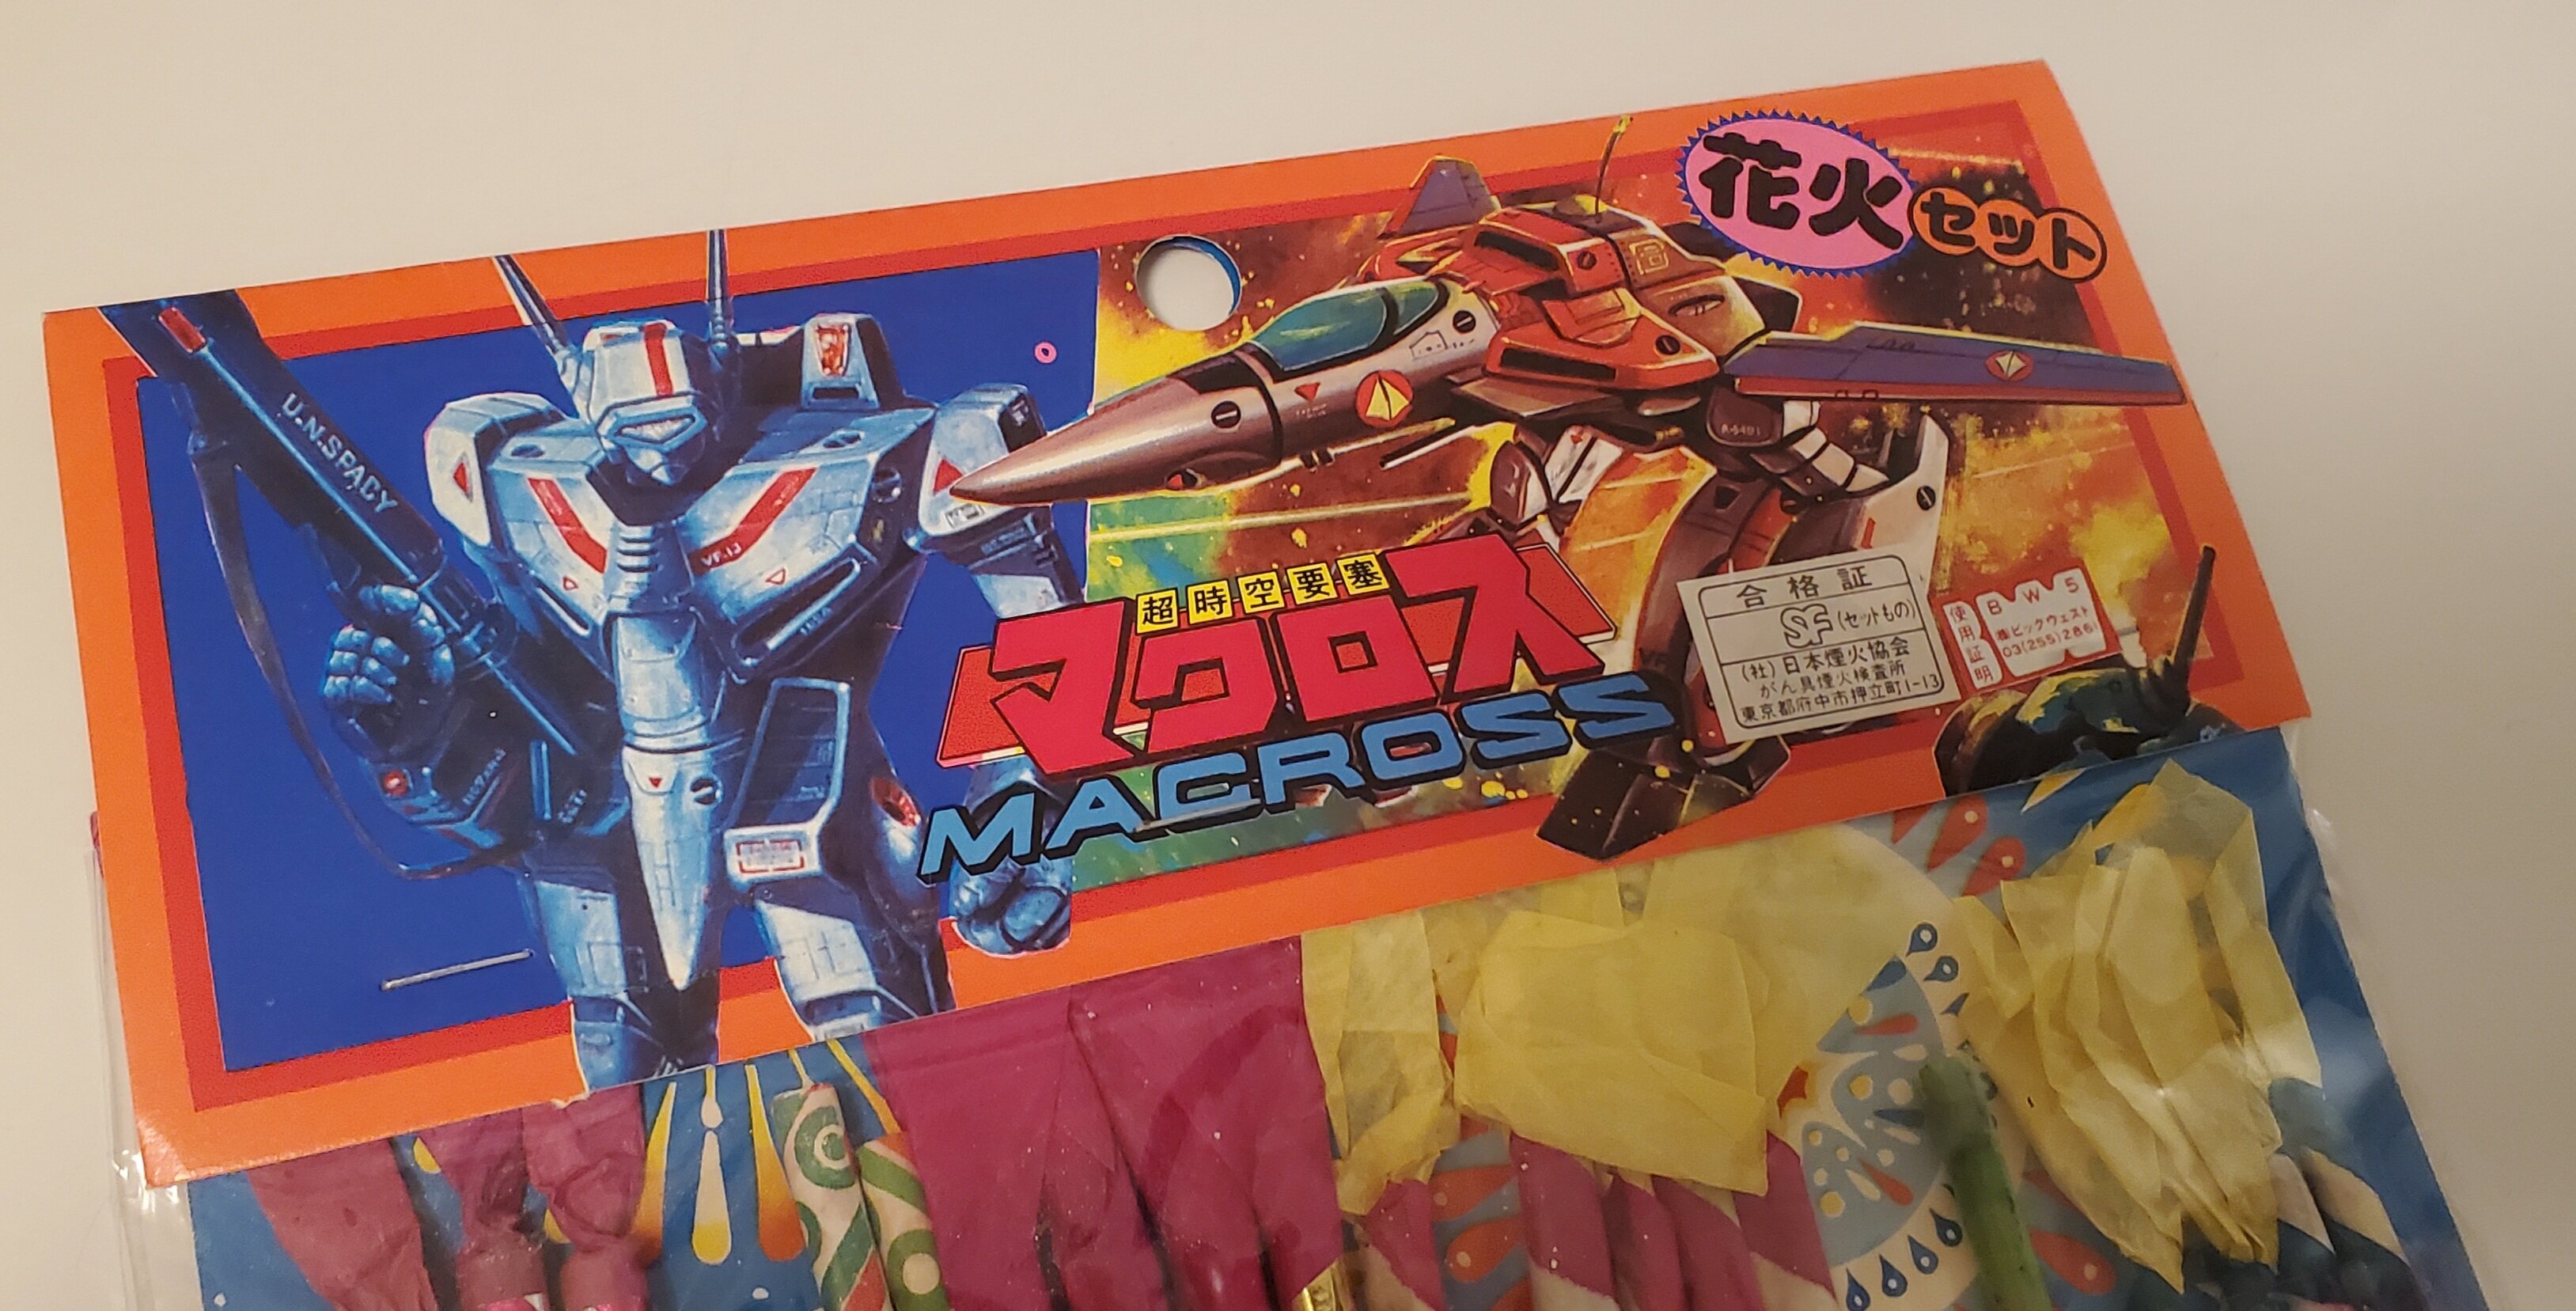 花火
セット
U.N.SPACY
VF-1J
超時空要塞
マクロス
MACROSS
合格証
SF (セットもの)
(社)日本煙火協会
がん具煙火検査所
東京都府中市押立町1-13
使用証明
BW5
㈱ビックウェスト
03(255)2861